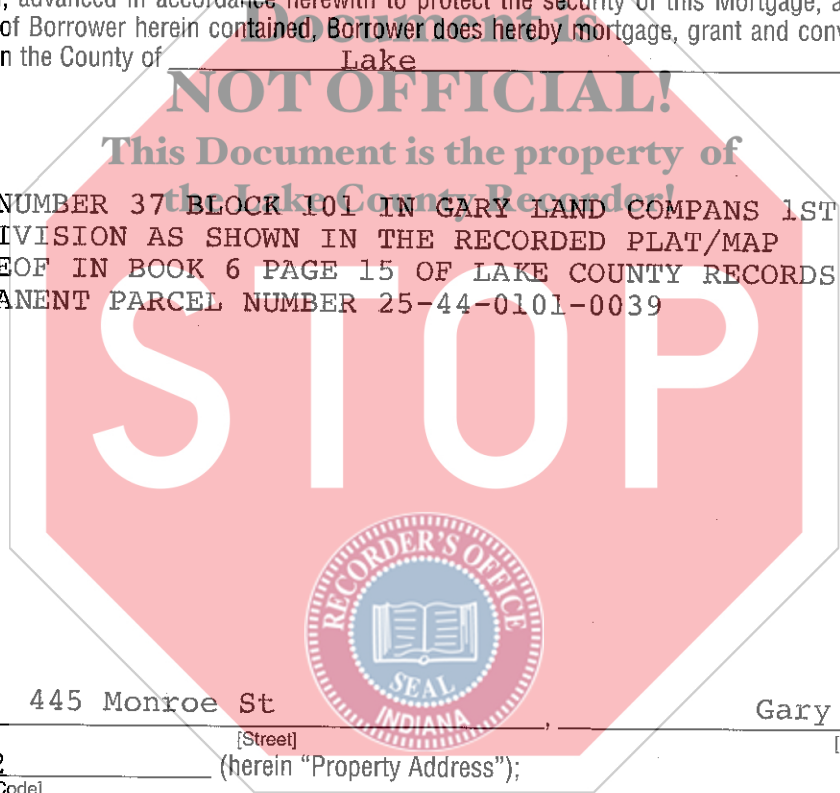 , advanced in accordance herewith to protect the security of this Mortgage, a
of Borrower herein contained, Borrower does hereby mortgage, grant and conv
Document is
n the County of Lake
NOT OFFICIAL!
This Document is the property of
the Lake County Recorder!
NUMBER 37 BLOCK 101 IN GARY LAND COMPANS 1ST
IVISION AS SHOWN IN THE RECORDED PLAT/MAP
EOF IN BOOK 6 PAGE 15 OF LAKE COUNTY RECORDS
ANENT PARCEL NUMBER 25-44-0101-0039
STOP
RECORDER'S OFFICE
SEAL
INDIANA
445 Monroe St , Gary
[Street] [
2 (herein "Property Address");
Code]